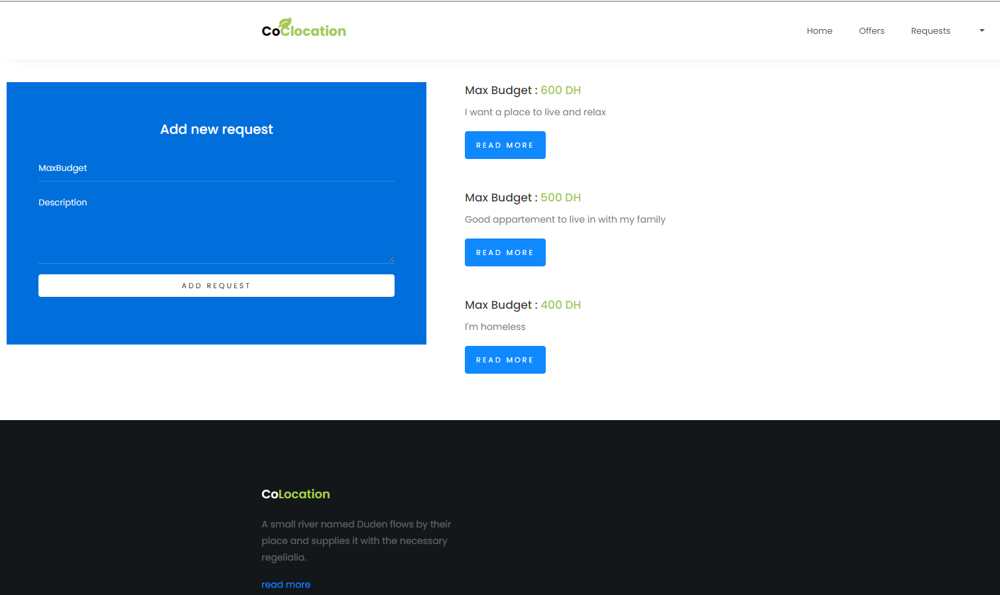 CoClocation
Home
Offers
Requests
Add new request
MaxBudget
Description
ADD REQUEST
Max Budget : 600 DH
I want a place to live and relax
READ MORE
Max Budget : 500 DH
Good appartement to live in with my family
READ MORE
Max Budget : 400 DH
I'm homeless
READ MORE
CoLocation
A small river named Duden flows by their
place and supplies it with the necessary
regelialia.
read more